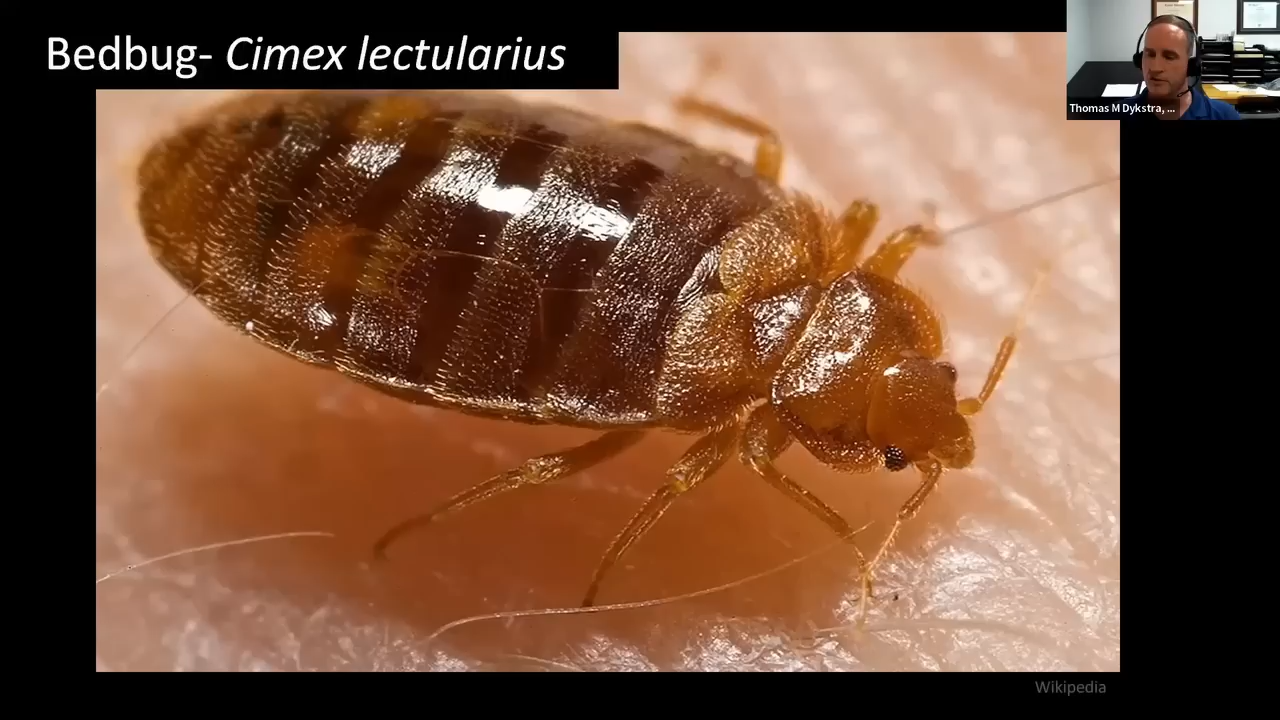 Bedbug- Cimex lectularius
Thomas M Dykstra, ...
Wikipedia